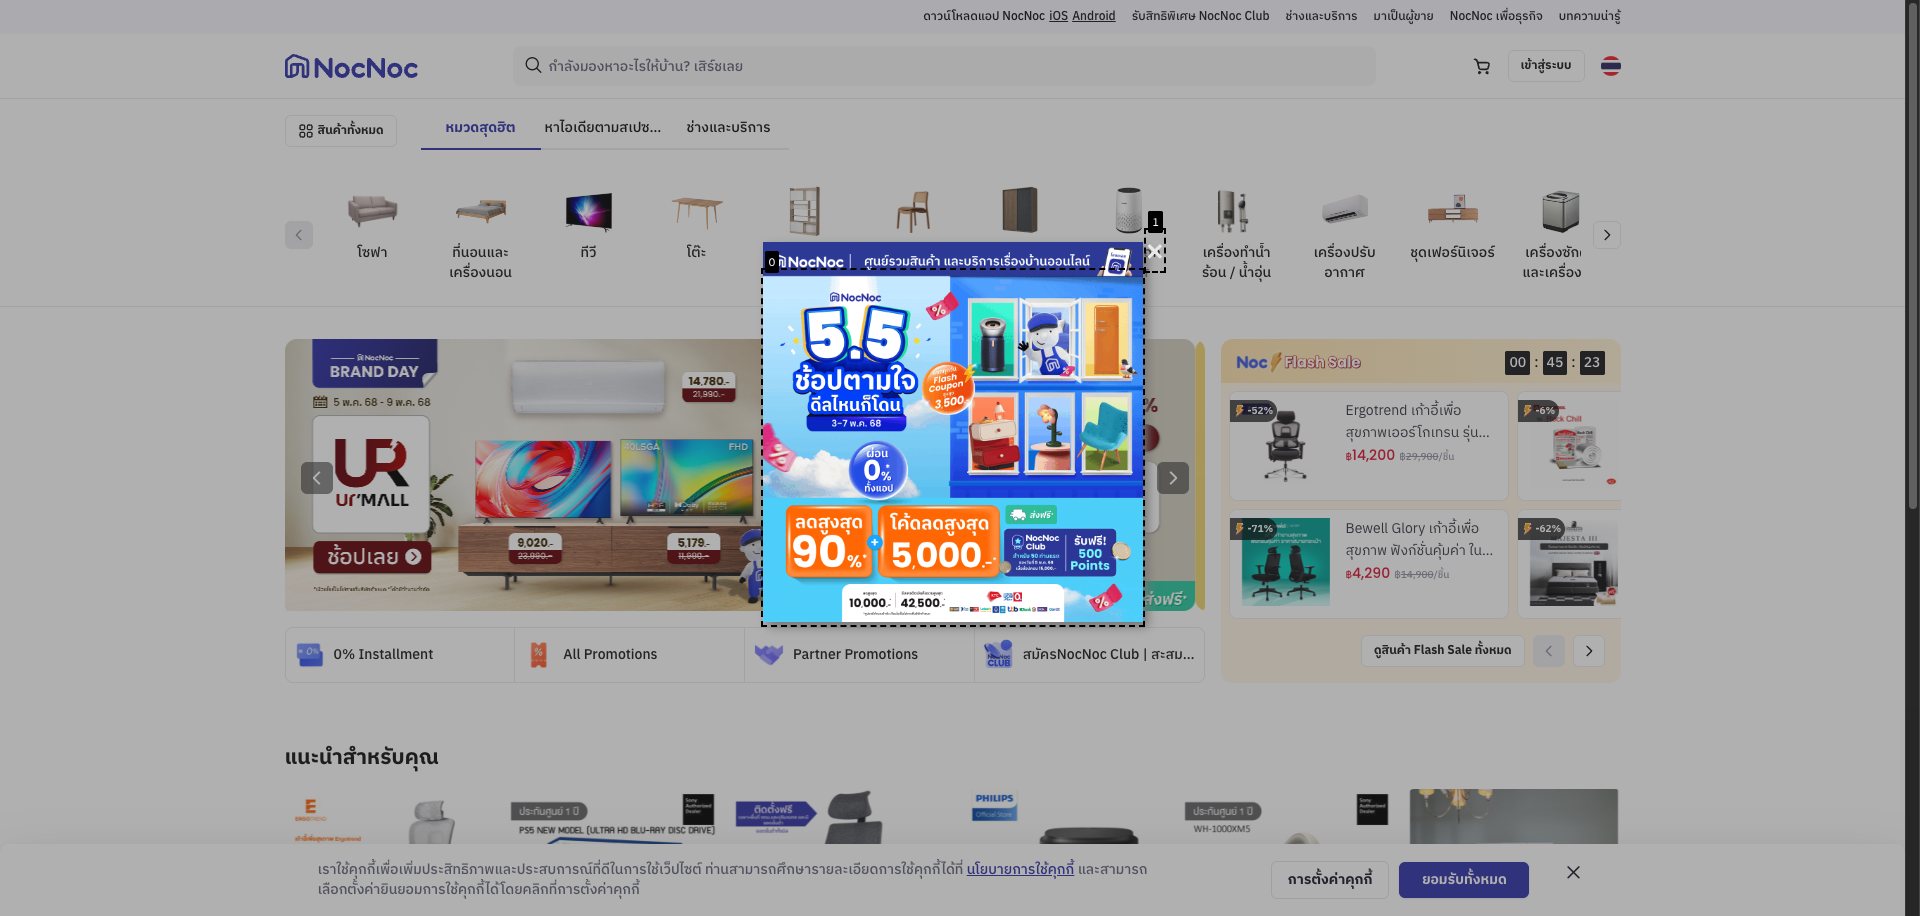 ดาวน์โหลดแอป NocNoc iOS Android รับสิทธิพิเศษ NocNoc Club ช่างและบริการ มาเป็นผู้ขาย NocNoc เพื่อธุรกิจ บทความน่ารู้
NocNoc
กำลังมองหาอะไรให้บ้าน? เสิร์ชเลย
เข้าสู่ระบบ
สินค้าทั้งหมด
หมวดสุดฮิต
หาไอเดียตามสเปซ...
ช่างและบริการ
โซฟา
ที่นอนและ
เครื่องนอน
ทีวี
โต๊ะ
เครื่องทำน้ำ
ร้อน / น้ำอุ่น
เครื่องปรับ
อากาศ
ชุดเฟอร์นิเจอร์
เครื่องซัก
และเครื่อง
0
1
NocNoc | ศูนย์รวมสินค้า และบริการเรื่องบ้านออนไลน์
NocNoc
5.5
ช้อปตามใจ
ดีลไหนก็โดน
3-7 พ.ค. 68
Flash
Coupon
3,500
ผ่อน
0%
ทั้งแอป
ลดสูงสุด
90%*
+
โค้ดลดสูงสุด
5,000.-
ส่งฟรี*
NocNoc
Club
รับฟรี!
500
Points
10,000.-
42,500.-
NocNoc
BRAND DAY
5 พ.ค. 68 - 9 พ.ค. 68
UR
Ur'MALL
ช้อปเลย
14,780.-
21,990.-
40L5GA
FHD
9,020.-
23,990.-
5,179.-
11,990.-
ส่งฟรี*
Noc Flash Sale
00 : 45 : 23
-52%
Ergotrend เก้าอี้เพื่อ
สุขภาพเออร์โกเทรน รุ่น...
฿14,200 ฿29,900/ชิ้น
-6%
-71%
Bewell Glory เก้าอี้เพื่อ
สุขภาพ ฟังก์ชั่นคุ้มค่า ใน...
฿4,290 ฿14,900/ชิ้น
-62%
ดูสินค้า Flash Sale ทั้งหมด
0% Installment
All Promotions
Partner Promotions
สมัครNocNoc Club | สะสม...
แนะนำสำหรับคุณ
ประกันศูนย์ 1 ปี
Sony
Authorized
Dealer
PS5 NEW MODEL (ULTRA HD BLU-RAY DISC DRIVE)
ติดตั้งฟรี
PHILIPS
Official Store
ประกันศูนย์ 1 ปี
WH-1000XM5
Sony
Authorized
Dealer
เราใช้คุกกี้เพื่อเพิ่มประสิทธิภาพและประสบการณ์ที่ดีในการใช้เว็ปไซต์ ท่านสามารถศึกษารายละเอียดการใช้คุกกี้ได้ที่ นโยบายการใช้คุกกี้ และสามารถ
เลือกตั้งค่ายินยอมการใช้คุกกี้ได้โดยคลิกที่การตั้งค่าคุกกี้
การตั้งค่าคุกกี้
ยอมรับทั้งหมด